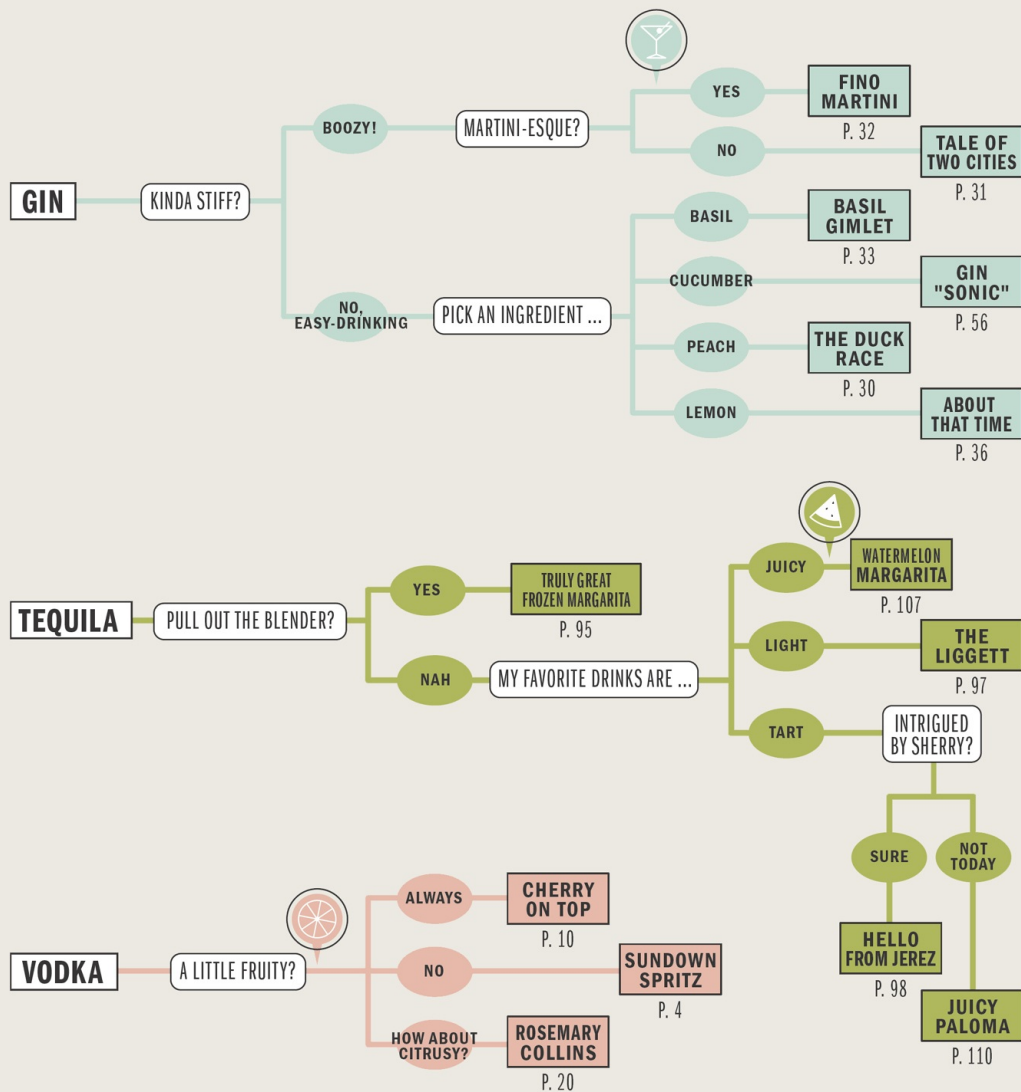 GIN
KINDA STIFF?
BOOZY!
MARTINI-ESQUE?
YES
FINO
MARTINI
P. 32
NO
TALE OF
TWO CITIES
P. 31
NO,
EASY-DRINKING
PICK AN INGREDIENT ...
BASIL
BASIL
GIMLET
P. 33
CUCUMBER
GIN
"SONIC"
P. 56
PEACH
THE DUCK
RACE
P. 30
LEMON
ABOUT
THAT TIME
P. 36
TEQUILA
PULL OUT THE BLENDER?
YES
TRULY GREAT
FROZEN MARGARITA
P. 95
NAH
MY FAVORITE DRINKS ARE ...
JUICY
WATERMELON
MARGARITA
P. 107
LIGHT
THE
LIGGETT
P. 97
TART
INTRIGUED
BY SHERRY?
SURE
HELLO
FROM JEREZ
P. 98
NOT
TODAY
JUICY
PALOMA
P. 110
VODKA
A LITTLE FRUITY?
ALWAYS
CHERRY
ON TOP
P. 10
NO
SUNDOWN
SPRITZ
P. 4
HOW ABOUT
CITRUSY?
ROSEMARY
COLLINS
P. 20